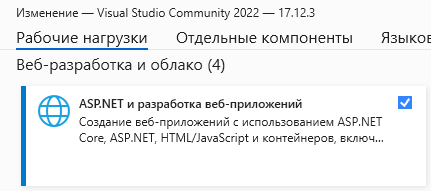 Изменение — Visual Studio Community 2022 — 17.12.3
Рабочие нагрузки Отдельные компоненты Языков
Веб-разработка и облако (4)
ASP.NET и разработка веб-приложений
Создание веб-приложений с использованием ASP.NET
Core, ASP.NET, HTML/JavaScript и контейнеров, включ...